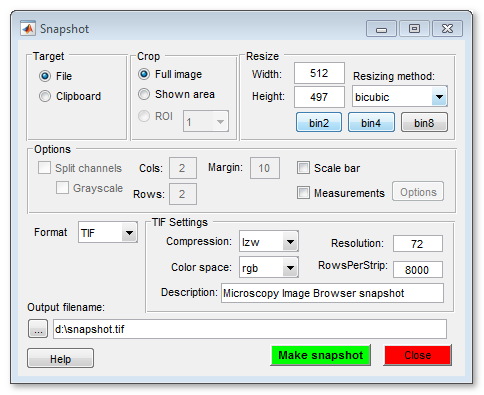 Snapshot
Target
File
Clipboard
Crop
Full image
Shown area
ROI 1
Resize
Width: 512
Height: 497
Resizing method:
bicubic
bin2 bin4 bin8
Options
Split channels
Grayscale
Cols: 2
Rows: 2
Margin: 10
Scale bar
Measurements Options
Format TIF
TIF Settings
Compression: lzw
Resolution: 72
Color space: rgb
RowsPerStrip: 8000
Description: Microscopy Image Browser snapshot
Output filename:
... d:\snapshot.tif
Help Make snapshot Close